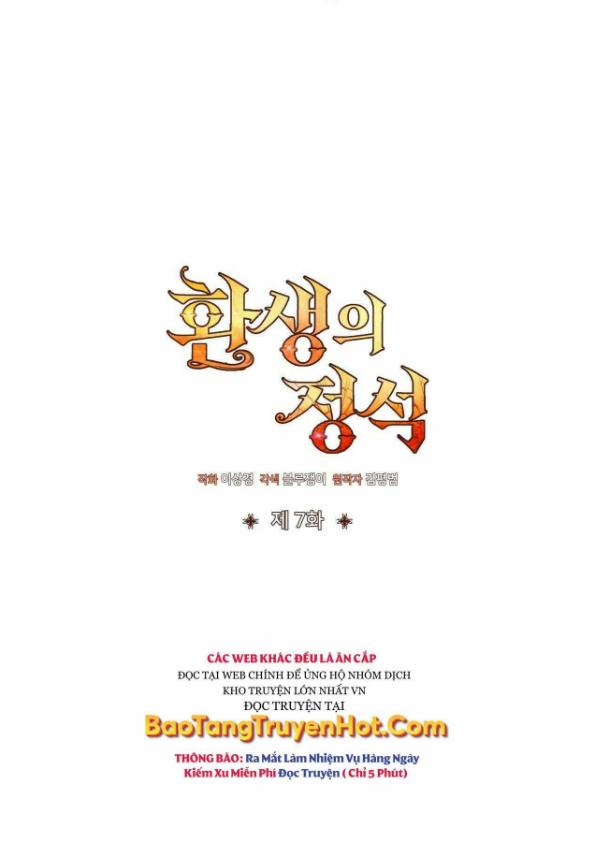 환생의
정석
작화 이상경 각색 불루쟁이 원작자 김평범
제 7화
CÁC WEB KHÁC ĐỀU LÀ ĂN CẮP
ĐỌC TẠI WEB CHÍNH ĐỂ ỦNG HỘ NHÓM DỊCH
KHO TRUYỆN LỚN NHẤT VN
ĐỌC TRUYỆN TẠI
BaoTangTruyenHot.Com
THÔNG BÁO: Ra Mắt Làm Nhiệm Vụ Hàng Ngày
Kiếm Xu Miễn Phí Đọc Truyện ( Chỉ 5 Phút)